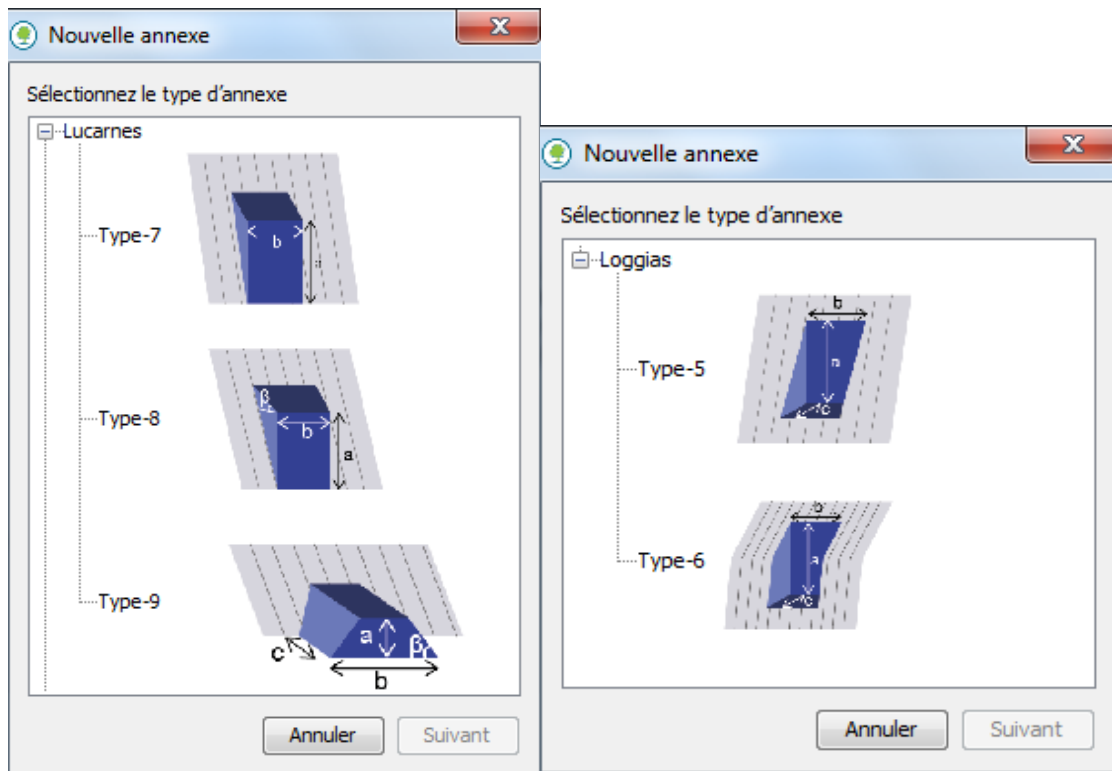 Nouvelle annexe
Sélectionnez le type d'annexe
Lucarnes
Type-7
b
a
Type-8
β
b
a
Type-9
a
β
c
b
Annuler
Suivant
Nouvelle annexe
Sélectionnez le type d'annexe
Loggias
b
Type-5
a
c
b
Type-6
a
c
Annuler
Suivant